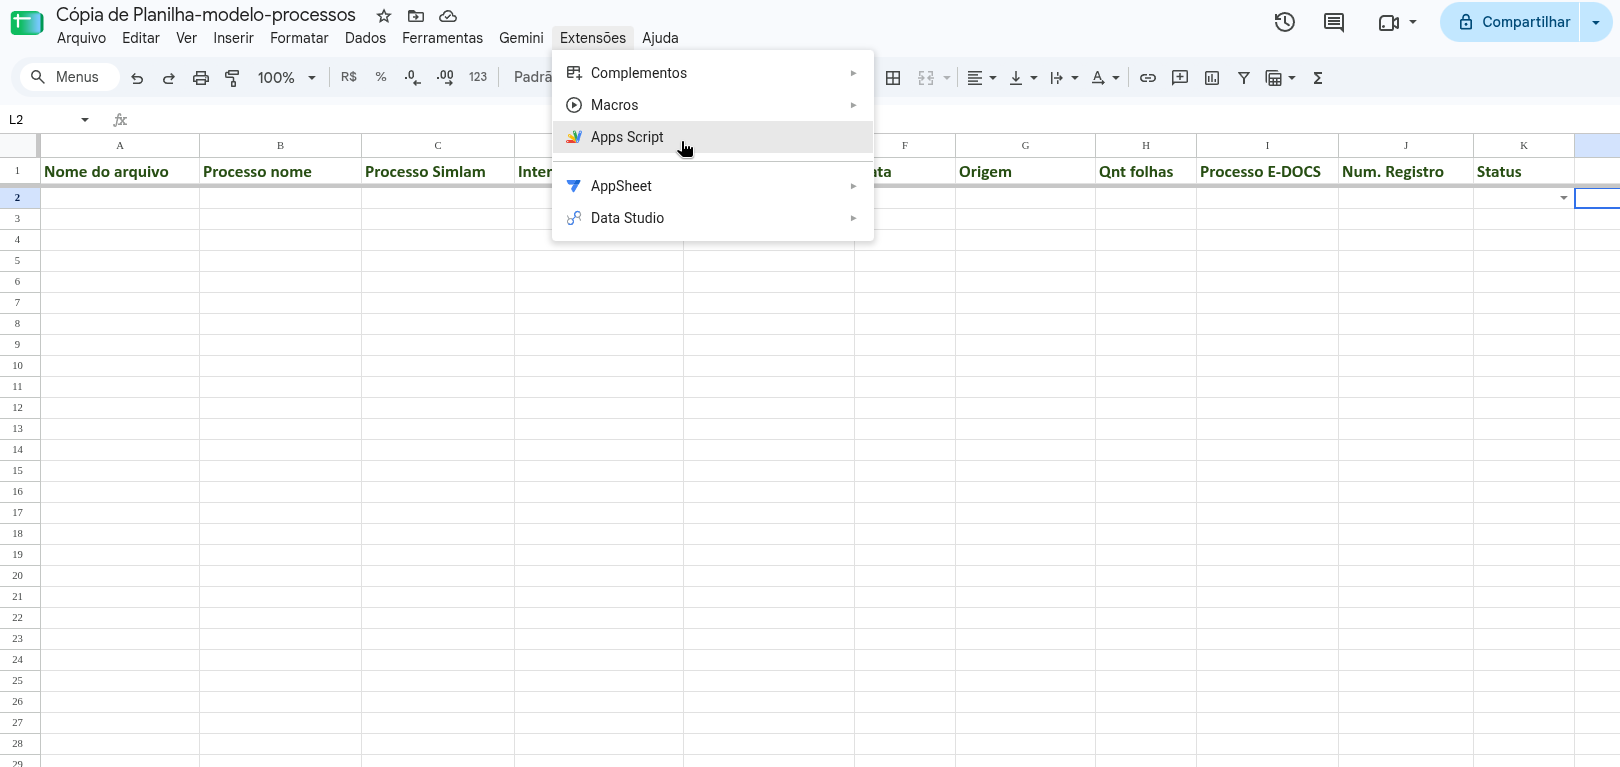 Cópia de Planilha-modelo-processos
Arquivo Editar Ver Inserir Formatar Dados Ferramentas Gemini Extensões Ajuda
Compartilhar
Menus 100% R$ % .0 .00 123 Padrã
Complementos
Macros
Apps Script
AppSheet
Data Studio
L2 fx
A B C F G H I J K
1 Nome do arquivo Processo nome Processo Simlam Inter ata Origem Qnt folhas Processo E-DOCS Num. Registro Status
2
3
4
5
6
7
8
9
10
11
12
13
14
15
16
17
18
19
20
21
22
23
24
25
26
27
28
29